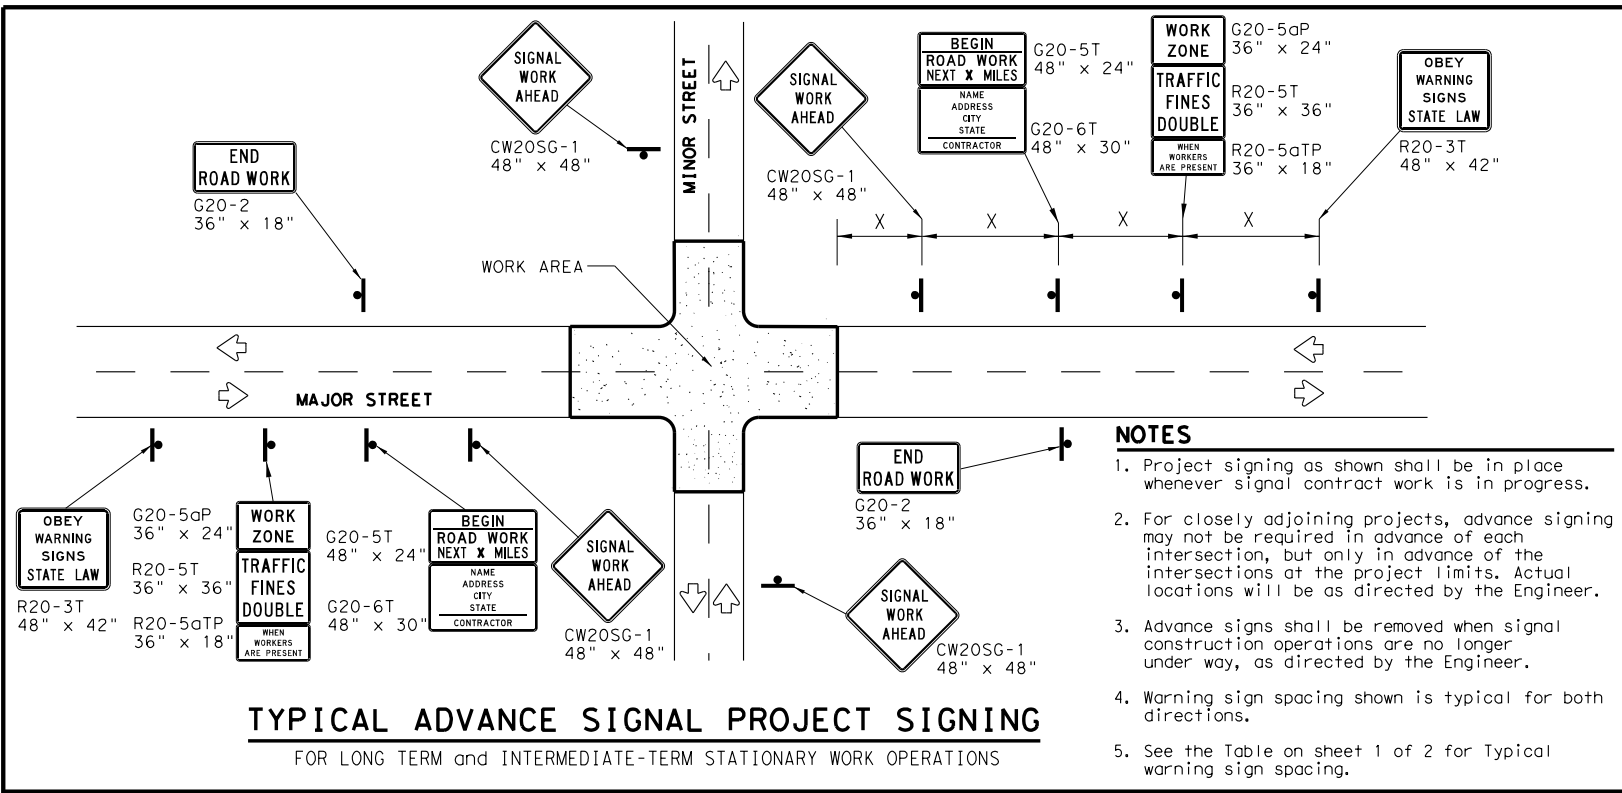 SIGNAL
WORK
AHEAD
CW20SG-1
48" x 48"
MINOR STREET
SIGNAL
WORK
AHEAD
CW20SG-1
48" x 48"
BEGIN
ROAD WORK
NEXT X MILES
NAME
ADDRESS
CITY
STATE
CONTRACTOR
G20-5T
48" x 24"
G20-6T
48" x 30"
WORK
ZONE
TRAFFIC
FINES
DOUBLE
WHEN
WORKERS
ARE PRESENT
G20-5aP
36" x 24"
R20-5T
36" x 36"
R20-5aTP
36" x 18"
OBEY
WARNING
SIGNS
STATE LAW
R20-3T
48" x 42"
END
ROAD WORK
G20-2
36" x 18"
X
X
X
X
WORK AREA
MAJOR STREET
OBEY
WARNING
SIGNS
STATE LAW
R20-3T
48" x 42"
G20-5aP
36" x 24"
R20-5T
36" x 36"
R20-5aTP
36" x 18"
WORK
ZONE
TRAFFIC
FINES
DOUBLE
WHEN
WORKERS
ARE PRESENT
G20-5T
48" x 24"
G20-6T
48" x 30"
BEGIN
ROAD WORK
NEXT X MILES
NAME
ADDRESS
CITY
STATE
CONTRACTOR
SIGNAL
WORK
AHEAD
CW20SG-1
48" x 48"
END
ROAD WORK
G20-2
36" x 18"
SIGNAL
WORK
AHEAD
CW20SG-1
48" x 48"
TYPICAL ADVANCE SIGNAL PROJECT SIGNING
FOR LONG TERM and INTERMEDIATE-TERM STATIONARY WORK OPERATIONS
NOTES
1. Project signing as shown shall be in place
whenever signal contract work is in progress.
2. For closely adjoining projects, advance signing
may not be required in advance of each
intersection, but only in advance of the
intersections at the project limits. Actual
locations will be as directed by the Engineer.
3. Advance signs shall be removed when signal
construction operations are no longer
under way, as directed by the Engineer.
4. Warning sign spacing shown is typical for both
directions.
5. See the Table on sheet 1 of 2 for Typical
warning sign spacing.